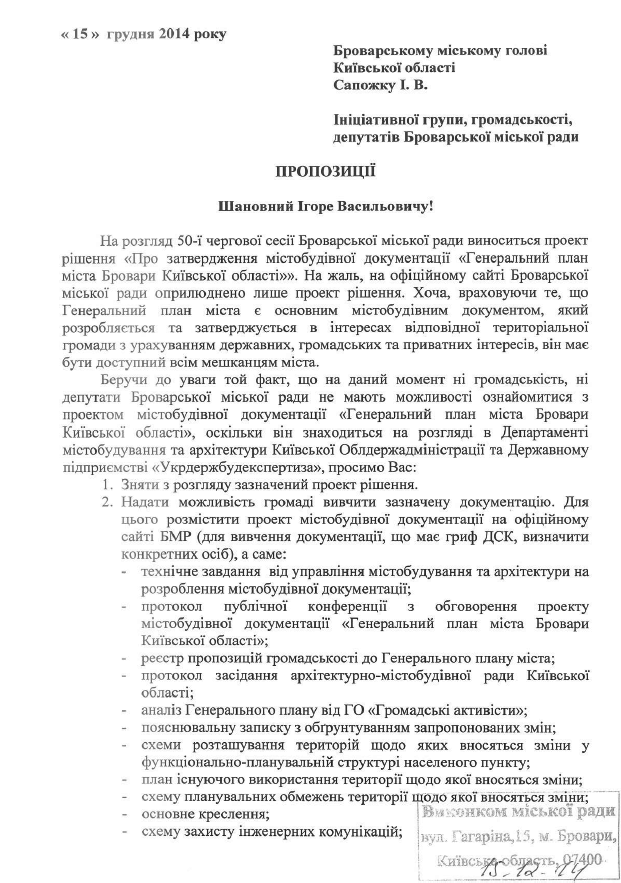 « 15 » грудня 2014 року
Броварському міському голові
Київської області
Сапожку І. В.
Ініціативної групи, громадськості,
депутатів Броварської міської ради
ПРОПОЗИЦІЇ
Шановний Ігоре Васильовичу!
На розгляд 50-ї чергової сесії Броварської міської ради виноситься проект
рішення «Про затвердження містобудівної документації «Генеральний план
міста Бровари Київської області»». На жаль, на офіційному сайті Броварської
міської ради оприлюднено лише проект рішення. Хоча, враховуючи те, що
Генеральний план міста є основним містобудівним документом, який
розробляється та затверджується в інтересах відповідної територіальної
громади з урахуванням державних, громадських та приватних інтересів, він має
бути доступний всім мешканцям міста.
Беручи до уваги той факт, що на даний момент ні громадськість, ні
депутати Броварської міської ради не мають можливості ознайомитися з
проектом містобудівної документації «Генеральний план міста Бровари
Київської області», оскільки він знаходиться на розгляді в Департаменті
містобудування та архітектури Київської Облдержадміністрації та Державному
підприємстві «Укрдержбудекспертиза», просимо Вас:
1. Зняти з розгляду зазначений проект рішення.
2. Надати можливість громаді вивчити зазначену документацію. Для
цього розмістити проект містобудівної документації на офіційному
сайті БМР (для вивчення документації, що має гриф ДСК, визначити
конкретних осіб), а саме:
- технічне завдання від управління містобудування та архітектури на
розроблення містобудівної документації;
- протокол публічної конференції з обговорення проекту
містобудівної документації «Генеральний план міста Бровари
Київської області»;
- реєстр пропозицій громадськості до Генерального плану міста;
- протокол засідання архітектурно-містобудівної ради Київської
області;
- аналіз Генерального плану від ГО «Громадські активісти»;
- пояснювальну записку з обґрунтуванням запропонованих змін;
- схеми розташування територій щодо яких вносяться зміни у
функціонально-планувальній структурі населеного пункту;
- план існуючого використання території щодо якої вносяться зміни;
- схему планувальних обмежень території щодо якої вносяться зміни;
- основне креслення;
- схему захисту інженерних комунікацій;
Виконком міської ради
вул. Гагаріна,15, м. Бровари,
Київська область, 07400
15-12-14